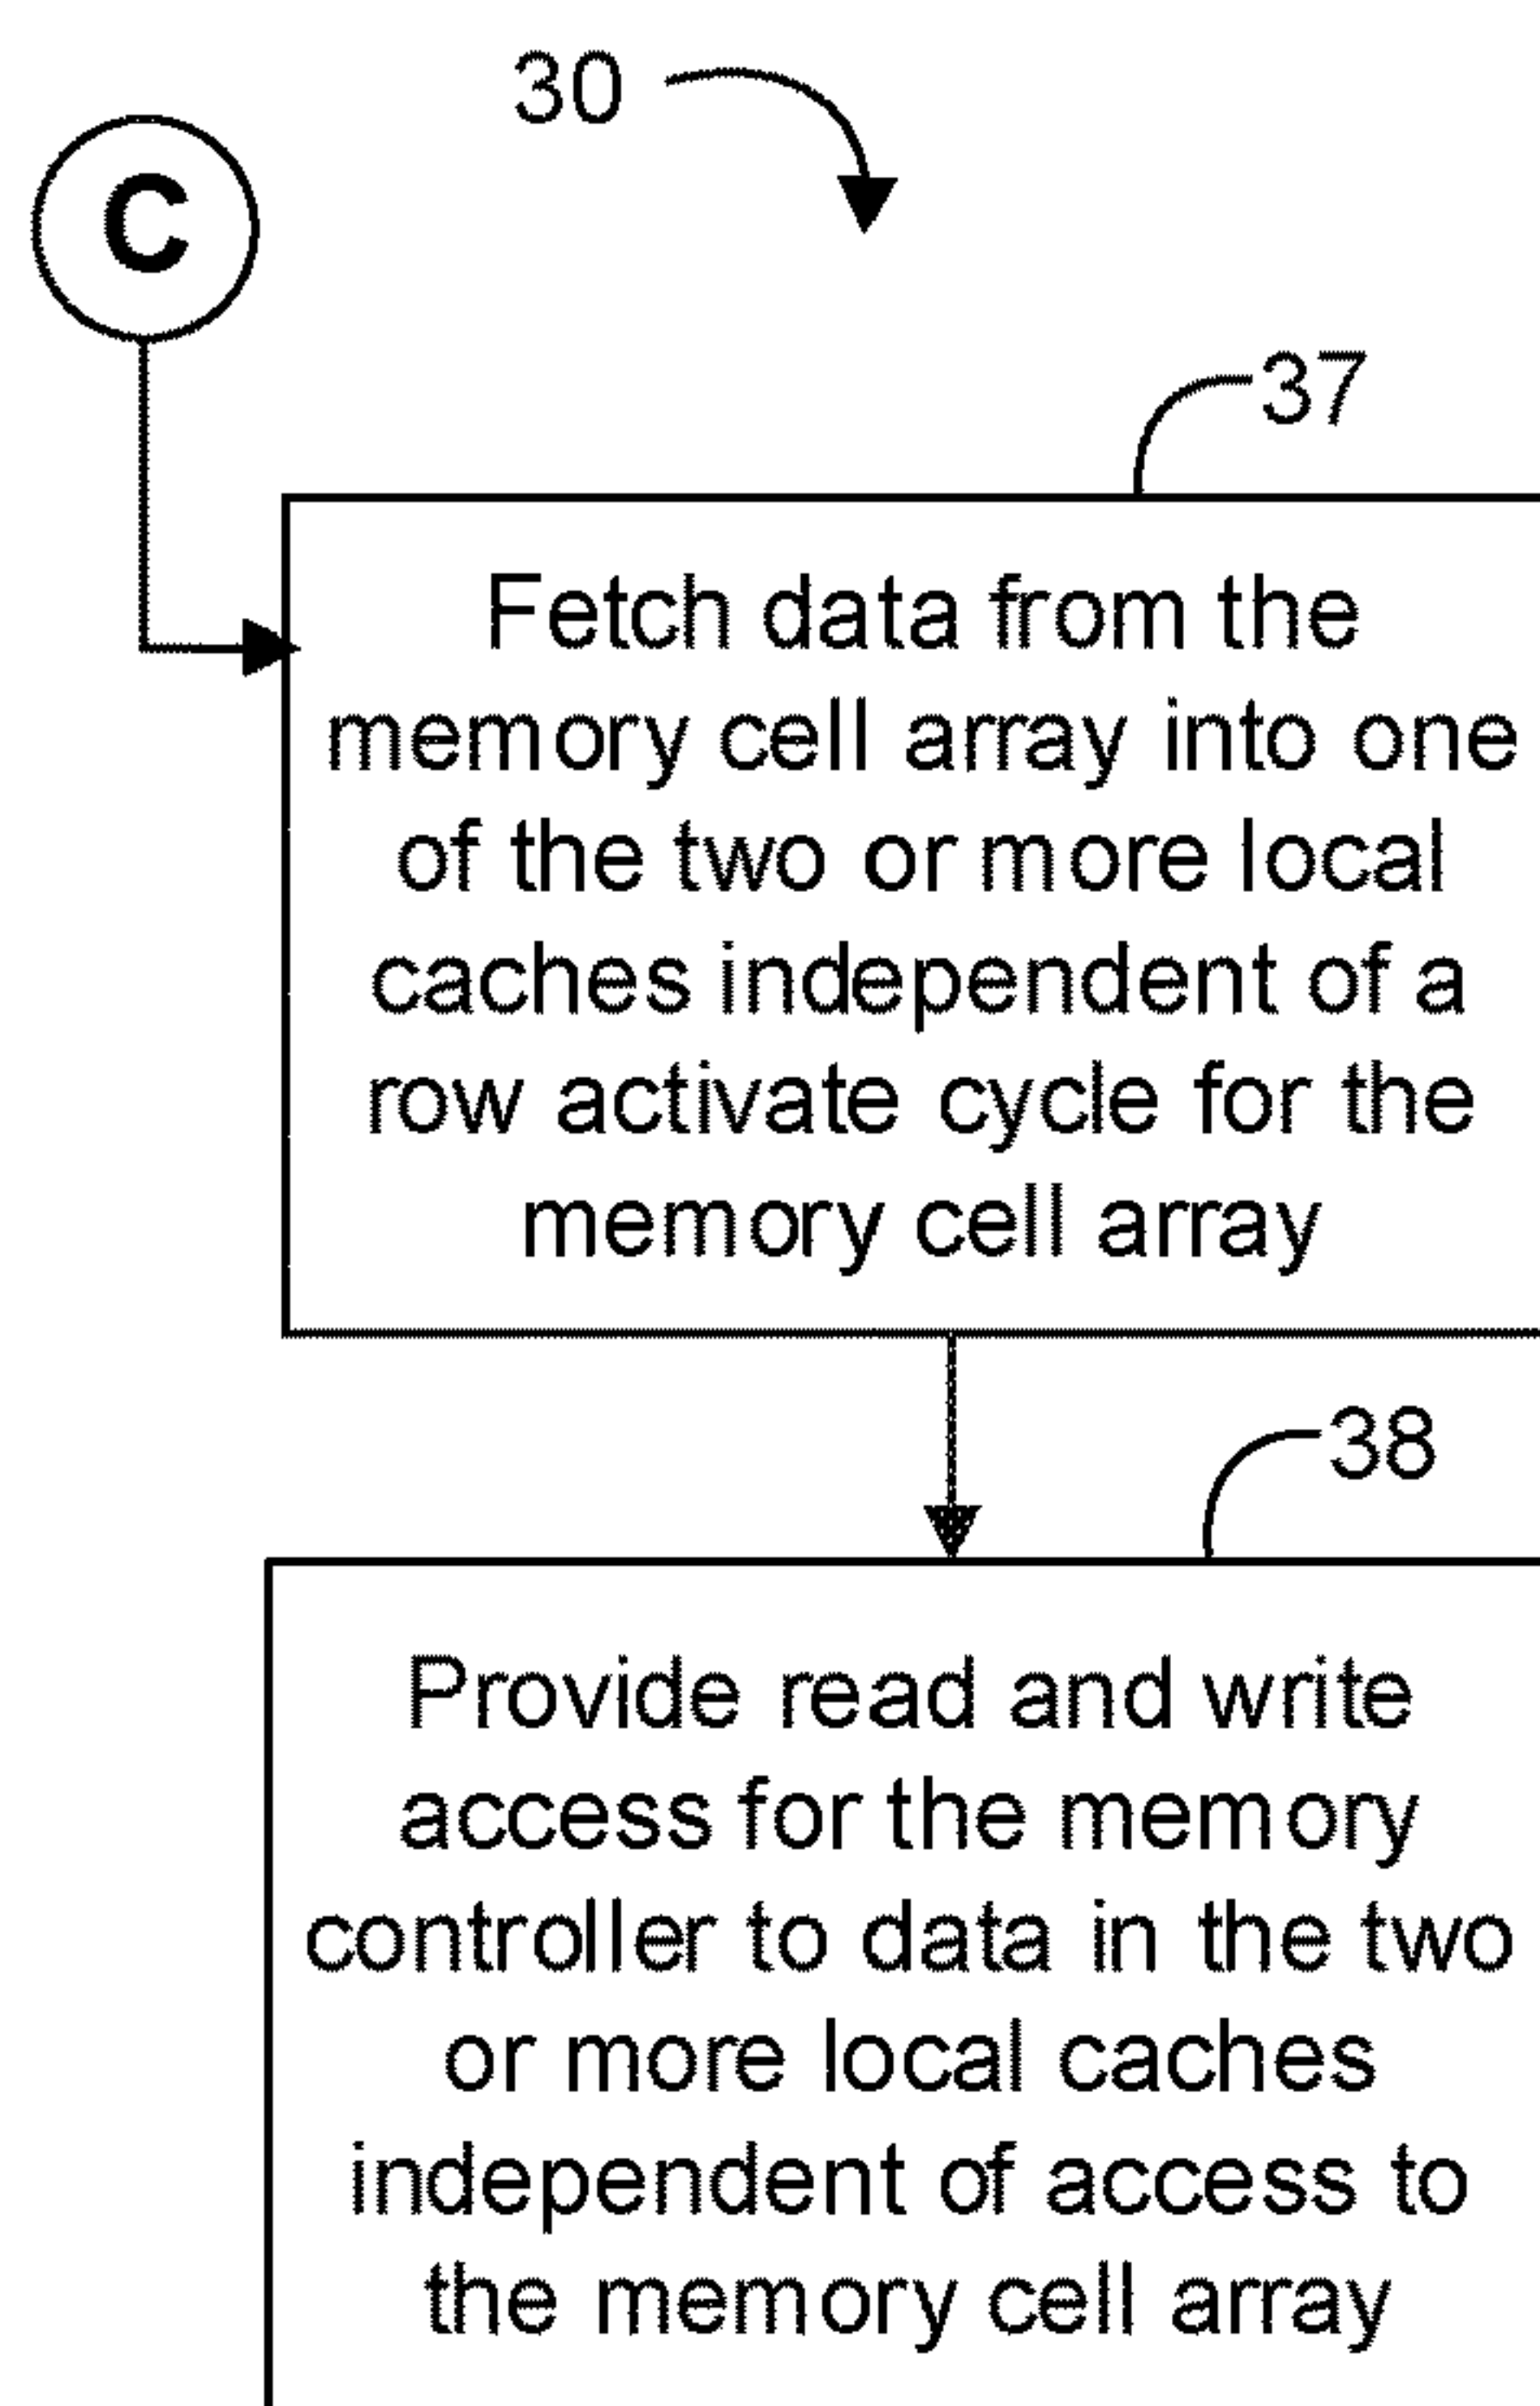 30
C
37
Fetch data from the
memory cell array into one
of the two or more local
caches independent of a
row activate cycle for the
memory cell array
38
Provide read and write
access for the memory
controller to data in the two
or more local caches
independent of access to
the memory cell array